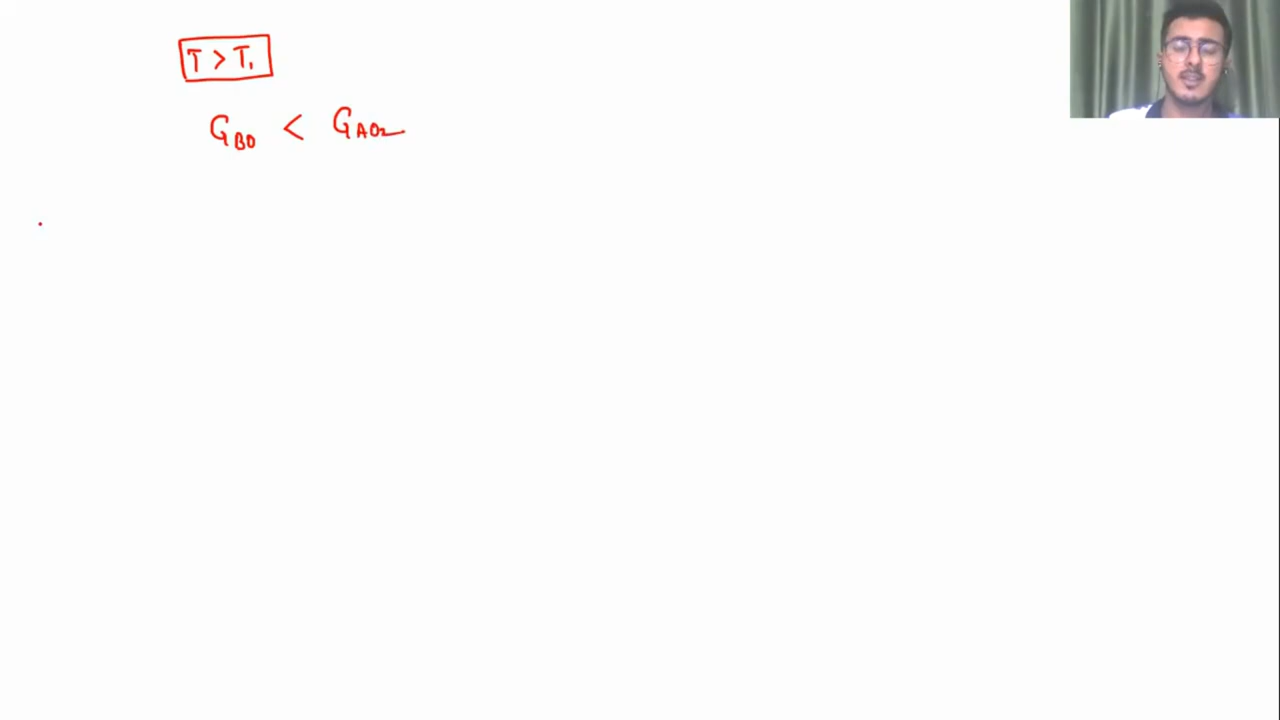 T > T₁
G_BO < G_AO₂